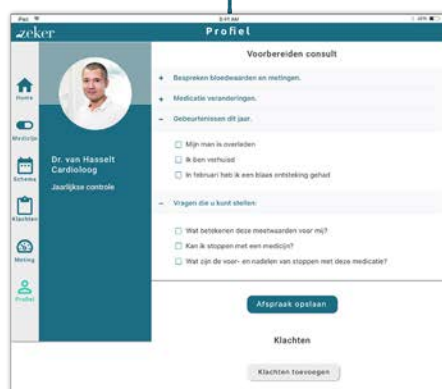 iPad
9:41 AM
zeker
Profiel
Home
Medicijn
Schema
Klachten
Meting
Profiel
Dr. van Hasselt
Cardioloog
Jaarlijkse controle
Voorbereiden consult
+ Bespreken bloedwaarden en metingen.
+ Medicatie veranderingen.
– Gebeurtenissen dit jaar.
Mijn man is overleden
Ik ben verhuisd
In februari heb ik een blaas ontsteking gehad
– Vragen die u kunt stellen:
Wat betekenen deze meetwaarden voor mij?
Kan ik stoppen met een medicijn?
Wat zijn de voor- en nadelen van stoppen met deze medicatie?
Afspraak opslaan
Klachten
Klachten toevoegen